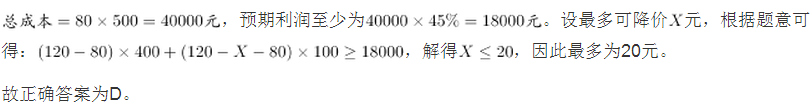 总成本 = 80 × 500 = 40000元，预期利润至少为40000 × 45% = 18000元。设最多可降价X元，根据题意可
得：(120 − 80) × 400 + (120 − X − 80) × 100 ≥ 18000，解得X ≤ 20，因此最多为20元。
故正确答案为D。